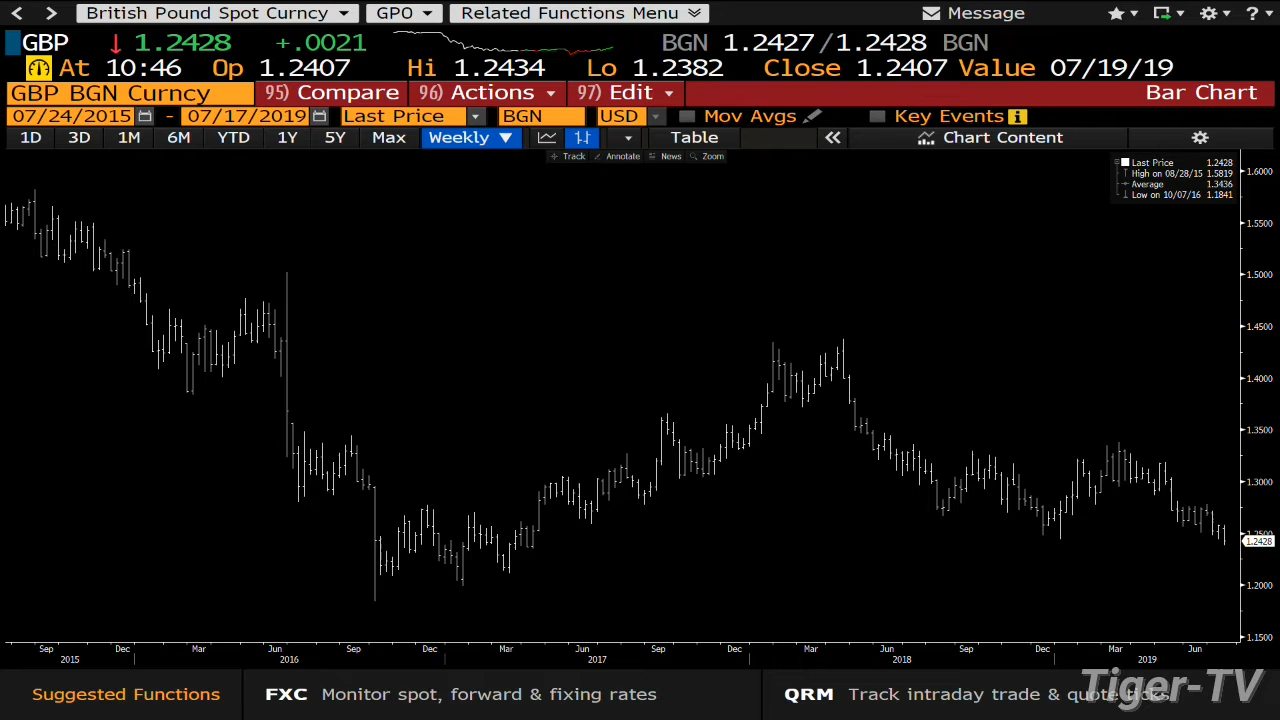 British Pound Spot Curncy GPO Related Functions Menu Message ?
GBP 1.2428 +.0021 BGN 1.2427/1.2428 BGN
At 10:46 Op 1.2407 Hi 1.2434 Lo 1.2382 Close 1.2407 Value 07/19/19
GBP BGN Curncy 95) Compare 96) Actions 97) Edit Bar Chart
07/24/2015 - 07/17/2019 Last Price BGN USD Mov Avgs Key Events
1D 3D 1M 6M YTD 1Y 5Y Max Weekly ▼ Table « Chart Content
Track Annotate News Zoom
Last Price 1.2428
High on 08/28/15 1.5819
Average 1.3436
Low on 10/07/16 1.1841
1.6000
1.5500
1.5000
1.4500
1.4000
1.3500
1.3000
1.2500
1.2428
1.2000
1.1500
Sep Dec Mar Jun Sep Dec Mar Jun Sep Dec Mar Jun Sep Dec Mar Jun
2015 2016 2017 2018 2019
Suggested Functions FXC Monitor spot, forward & fixing rates QRM Track intraday trade & quote ticks
Tiger-TV